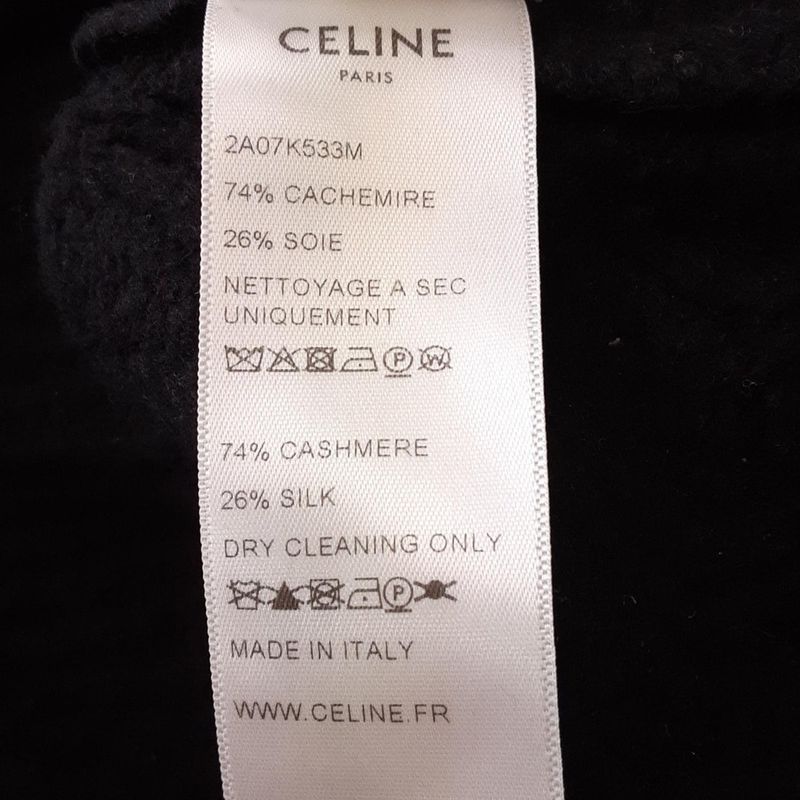 CELINE
PARIS
2A07K533M
74% CACHEMIRE
26% SOIE
NETTOYAGE A SEC
UNIQUEMENT
P W
74% CASHMERE
26% SILK
DRY CLEANING ONLY
P
MADE IN ITALY
WWW.CELINE.FR